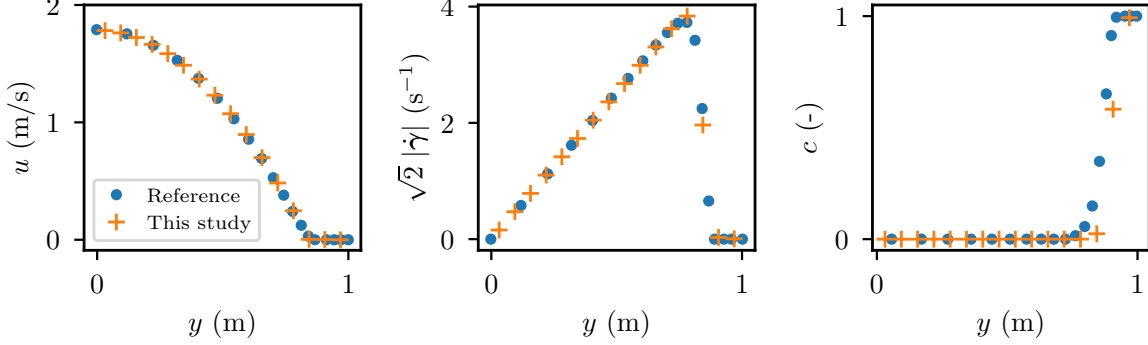 2
1
0
u (m/s)
Reference
This study
0
1
y (m)
4
2
0
√2 |γ̇| (s⁻¹)
0
1
y (m)
1
0
c (-)
0
1
y (m)